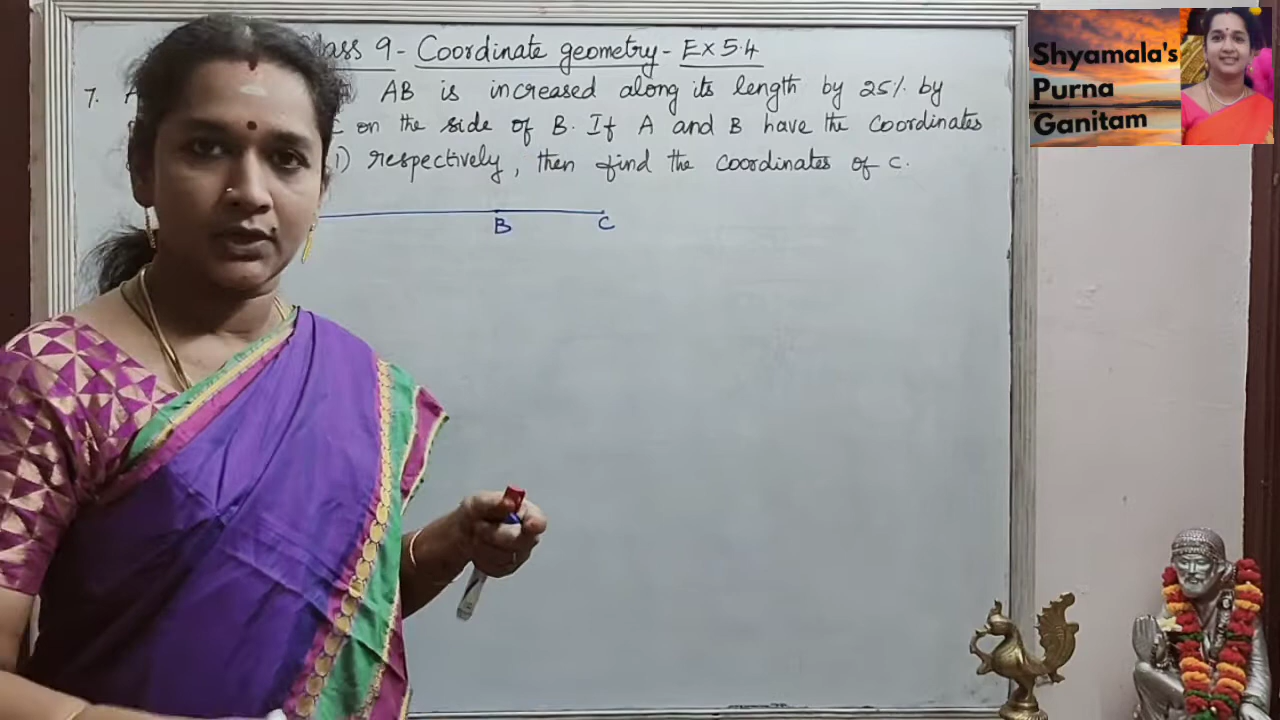 Class 9 - Coordinate geometry - Ex 5.4
7. AB is increased along its length by 25% by
C on the side of B. If A and B have the coordinates
1) respectively, then find the coordinates of C.
B C
Shyamala's
Purna
Ganitam